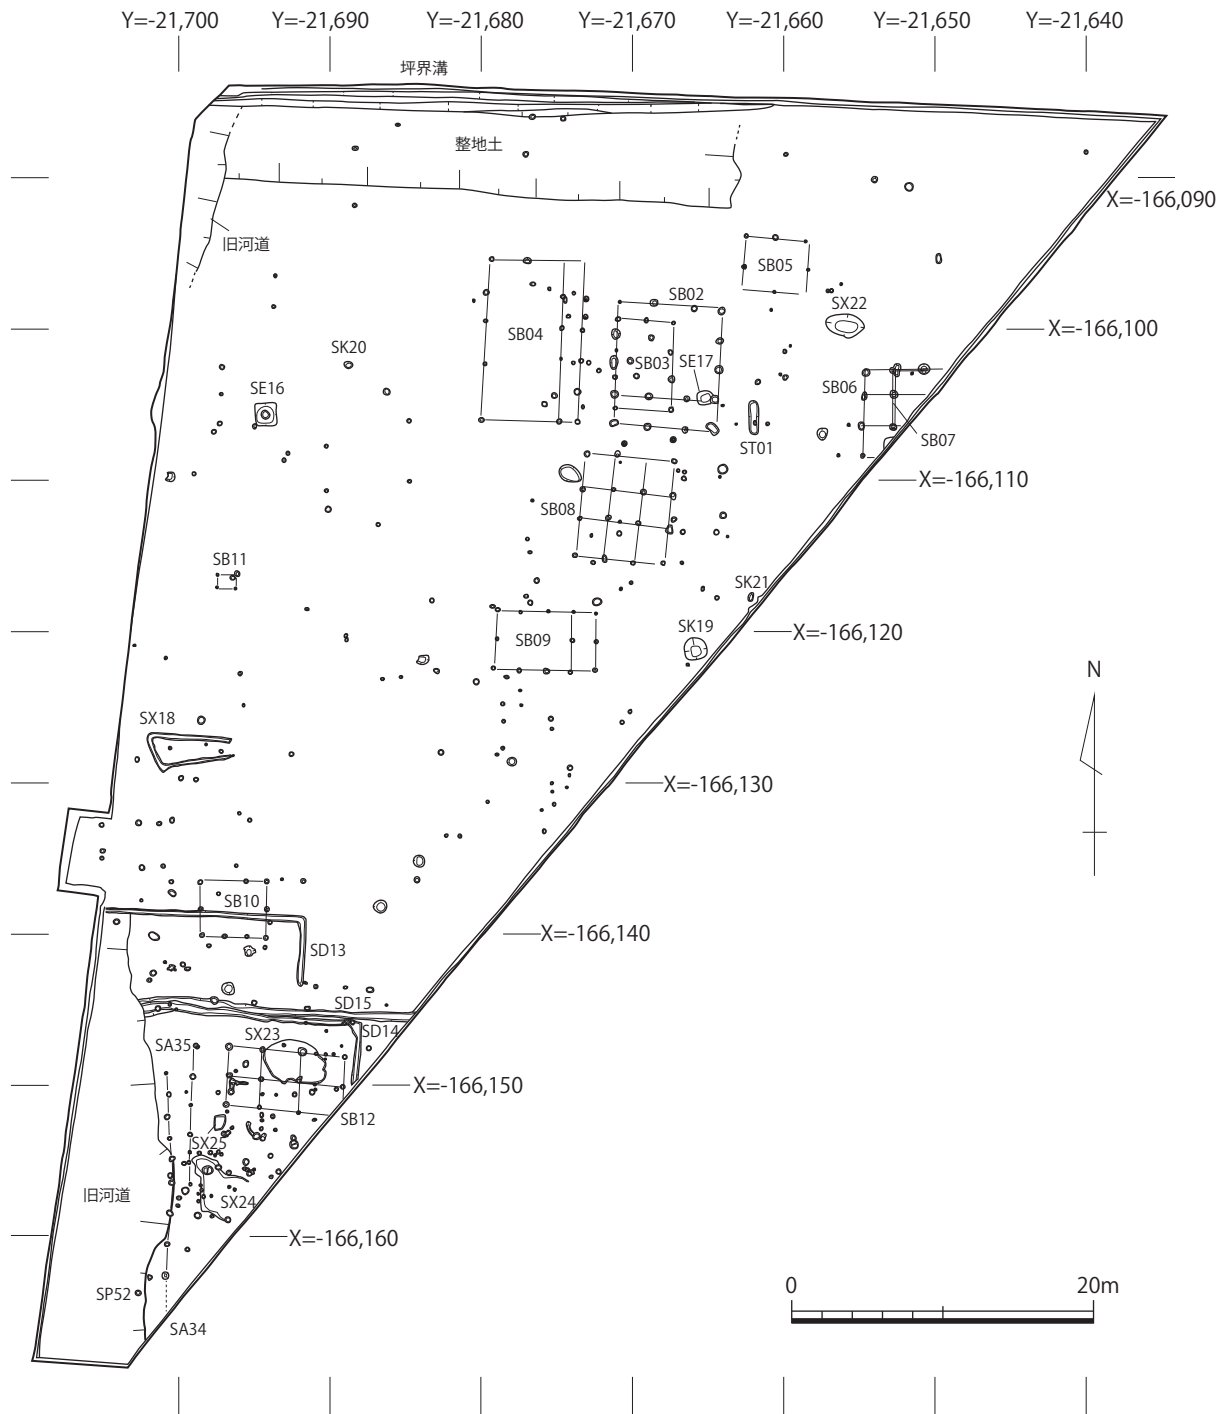 Y=-21,700 Y=-21,690 Y=-21,680 Y=-21,670 Y=-21,660 Y=-21,650 Y=-21,640
坪界溝
整地土
X=-166,090
旧河道
SB05
SB02
SX22
SB04
X=-166,100
SK20
SB03
SE17
SE16
SB06
SB07
ST01
X=-166,110
SB08
SB11
SK21
SK19
X=-166,120
SB09
N
SX18
X=-166,130
SB10
X=-166,140
SD13
SD15
SX23
SD14
SA35
X=-166,150
SB12
SX25
旧河道
SX24
X=-166,160
0 20m
SP52
SA34